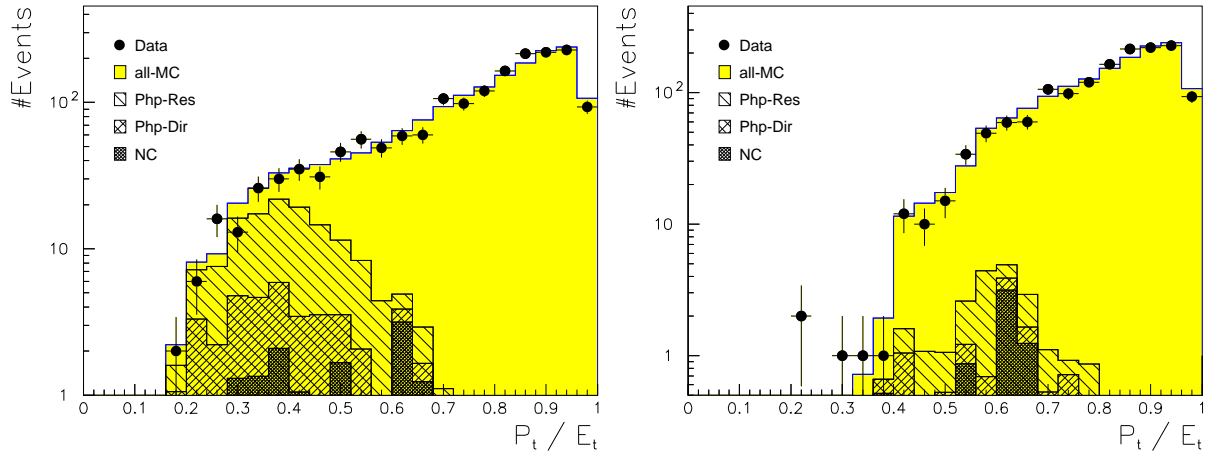 #Events
Data
all-MC
Php-Res
Php-Dir
NC
10²
10
1
0 0.1 0.2 0.3 0.4 0.5 0.6 0.7 0.8 0.9 1
P_t / E_t
#Events
Data
all-MC
Php-Res
Php-Dir
NC
10²
10
1
0 0.1 0.2 0.3 0.4 0.5 0.6 0.7 0.8 0.9 1
P_t / E_t